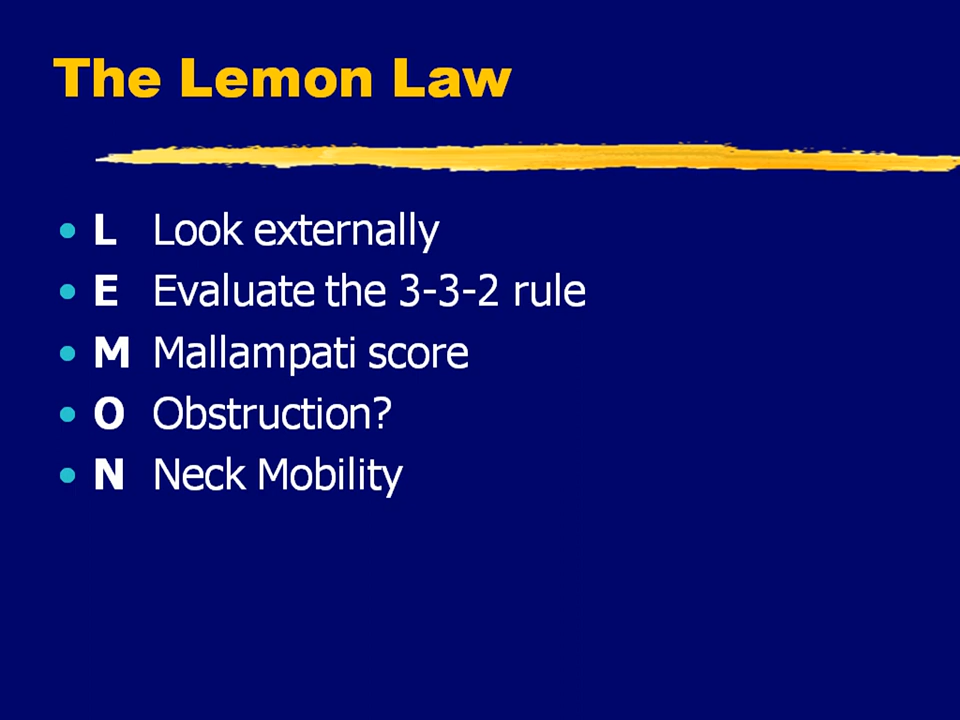 The Lemon Law
• L Look externally
• E Evaluate the 3-3-2 rule
• M Mallampati score
• O Obstruction?
• N Neck Mobility